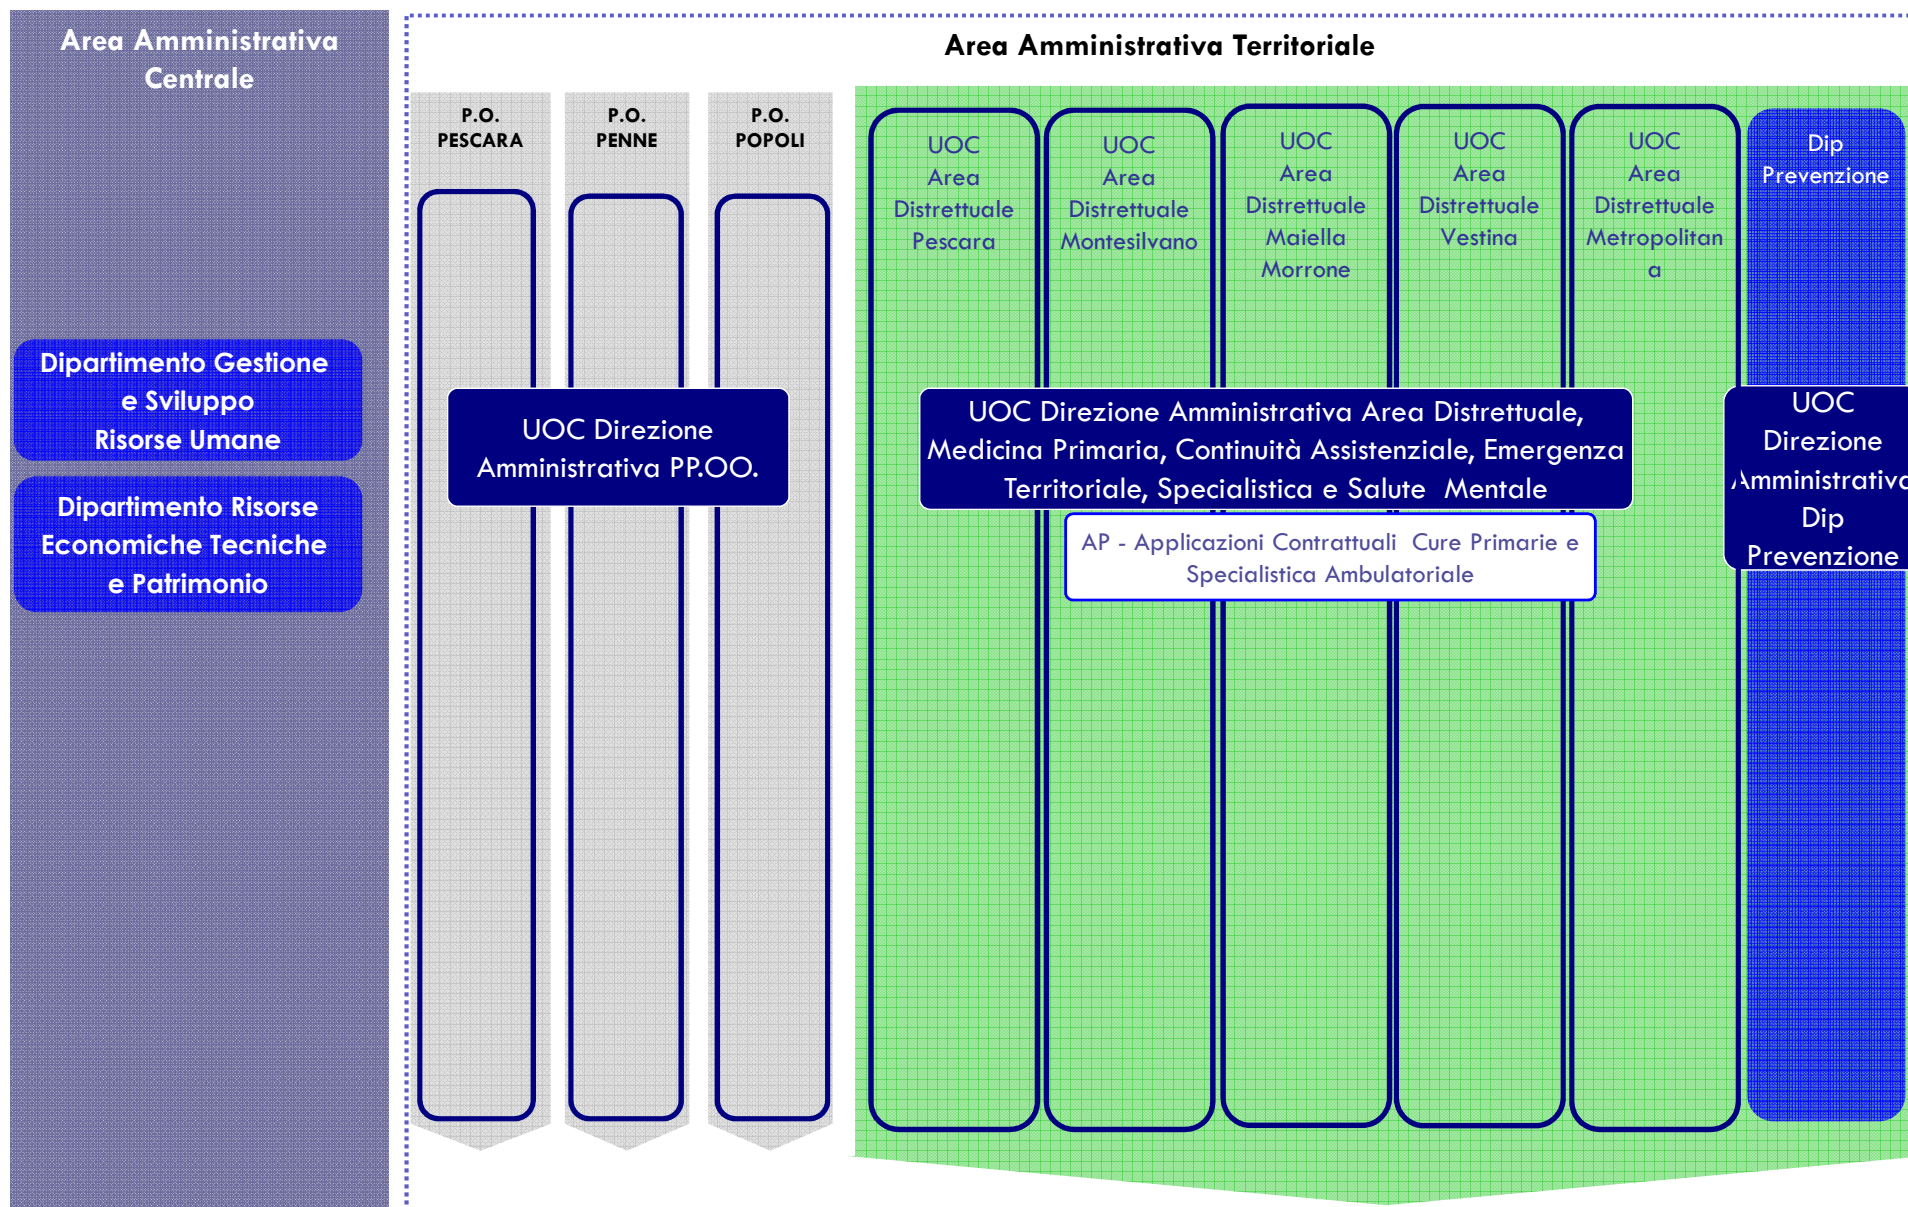 Area Amministrativa
Centrale
Dipartimento Gestione
e Sviluppo
Risorse Umane
Dipartimento Risorse
Economiche Tecniche
e Patrimonio
Area Amministrativa Territoriale
P.O.
PESCARA
P.O.
PENNE
P.O.
POPOLI
UOC Direzione
Amministrativa PP.OO.
UOC
Area
Distrettuale
Pescara
UOC
Area
Distrettuale
Montesilvano
UOC
Area
Distrettuale
Maiella
Morrone
UOC
Area
Distrettuale
Vestina
UOC
Area
Distrettuale
Metropolitan
a
Dip
Prevenzione
UOC Direzione Amministrativa Area Distrettuale,
Medicina Primaria, Continuità Assistenziale, Emergenza
Territoriale, Specialistica e Salute Mentale
AP - Applicazioni Contrattuali Cure Primarie e
Specialistica Ambulatoriale
UOC
Direzione
Amministrativa
Dip
Prevenzione